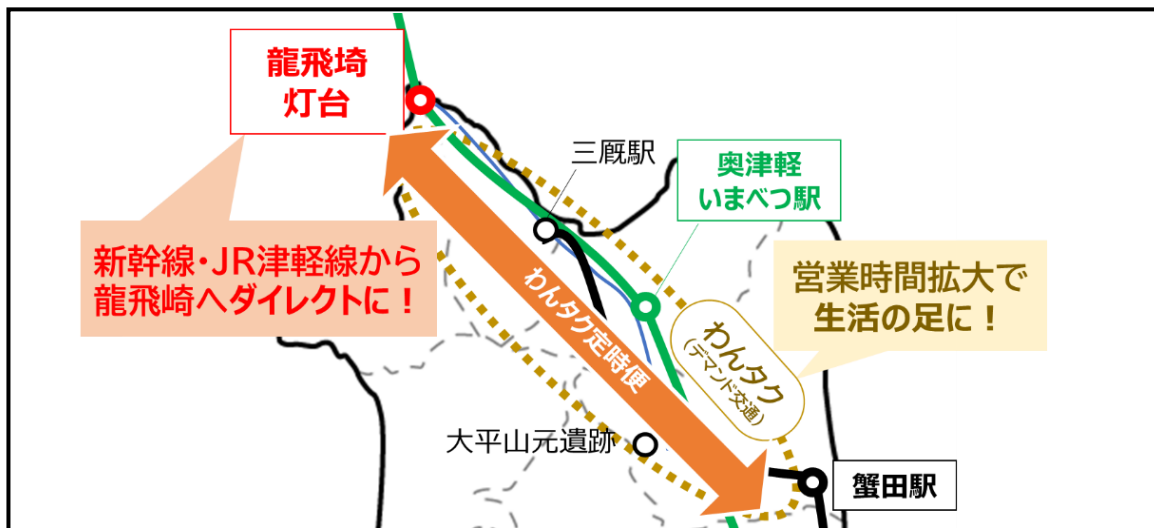 龍飛埼
灯台
三厩駅
奥津軽
いまべつ駅
新幹線・JR津軽線から
龍飛崎へダイレクトに！
営業時間拡大で
生活の足に！
わんタク定時便
わんタク
（デマンド交通）
大平山元遺跡
蟹田駅